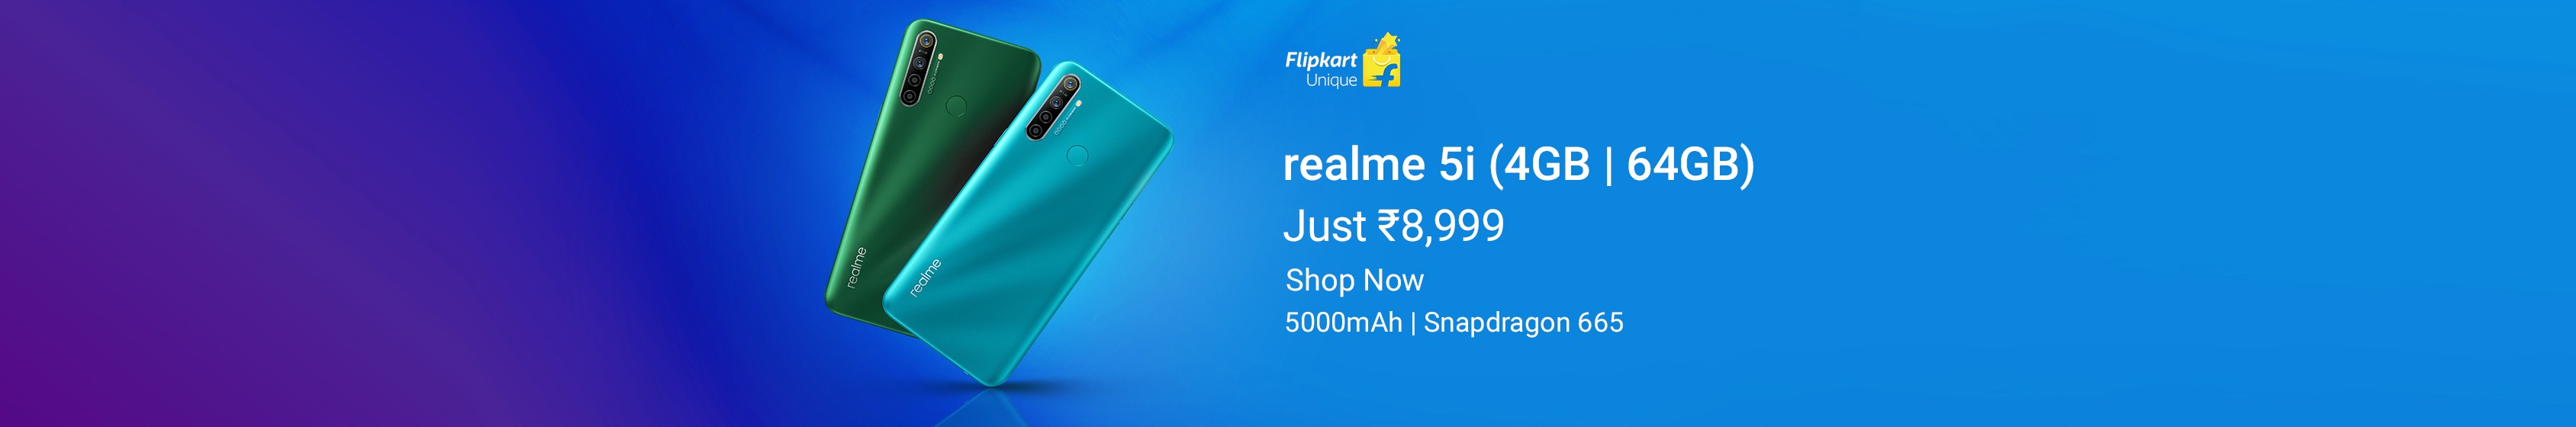 realme
realme
Flipkart
Unique
realme 5i (4GB | 64GB)
Just ₹8,999
Shop Now
5000mAh | Snapdragon 665